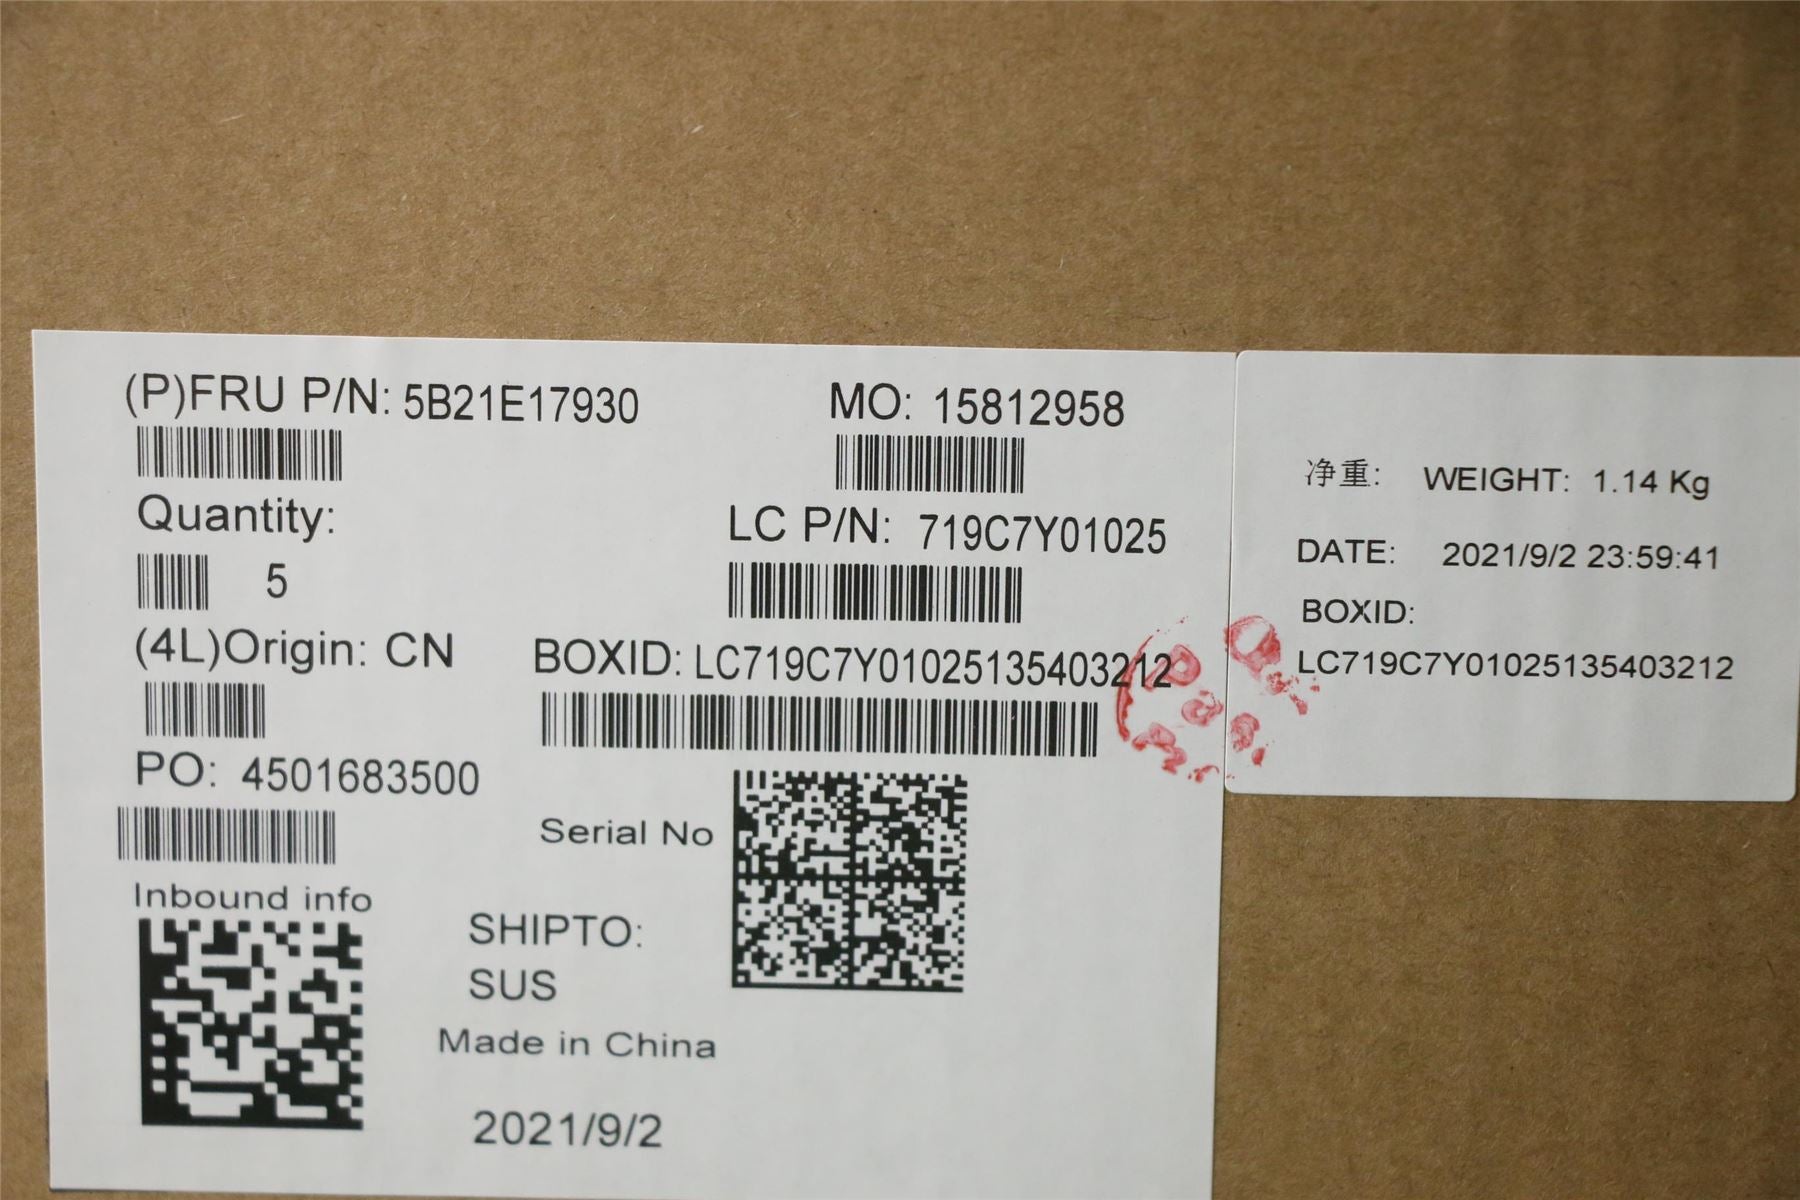 (P)FRU P/N: 5B21E17930
MO: 15812958
Quantity:
5
LC P/N: 719C7Y01025
(4L)Origin: CN
BOXID: LC719C7Y01025135403212
PO: 4501683500
Serial No
Inbound info
SHIPTO:
SUS
Made in China
2021/9/2
净重: WEIGHT: 1.14 Kg
DATE: 2021/9/2 23:59:41
BOXID:
LC719C7Y01025135403212